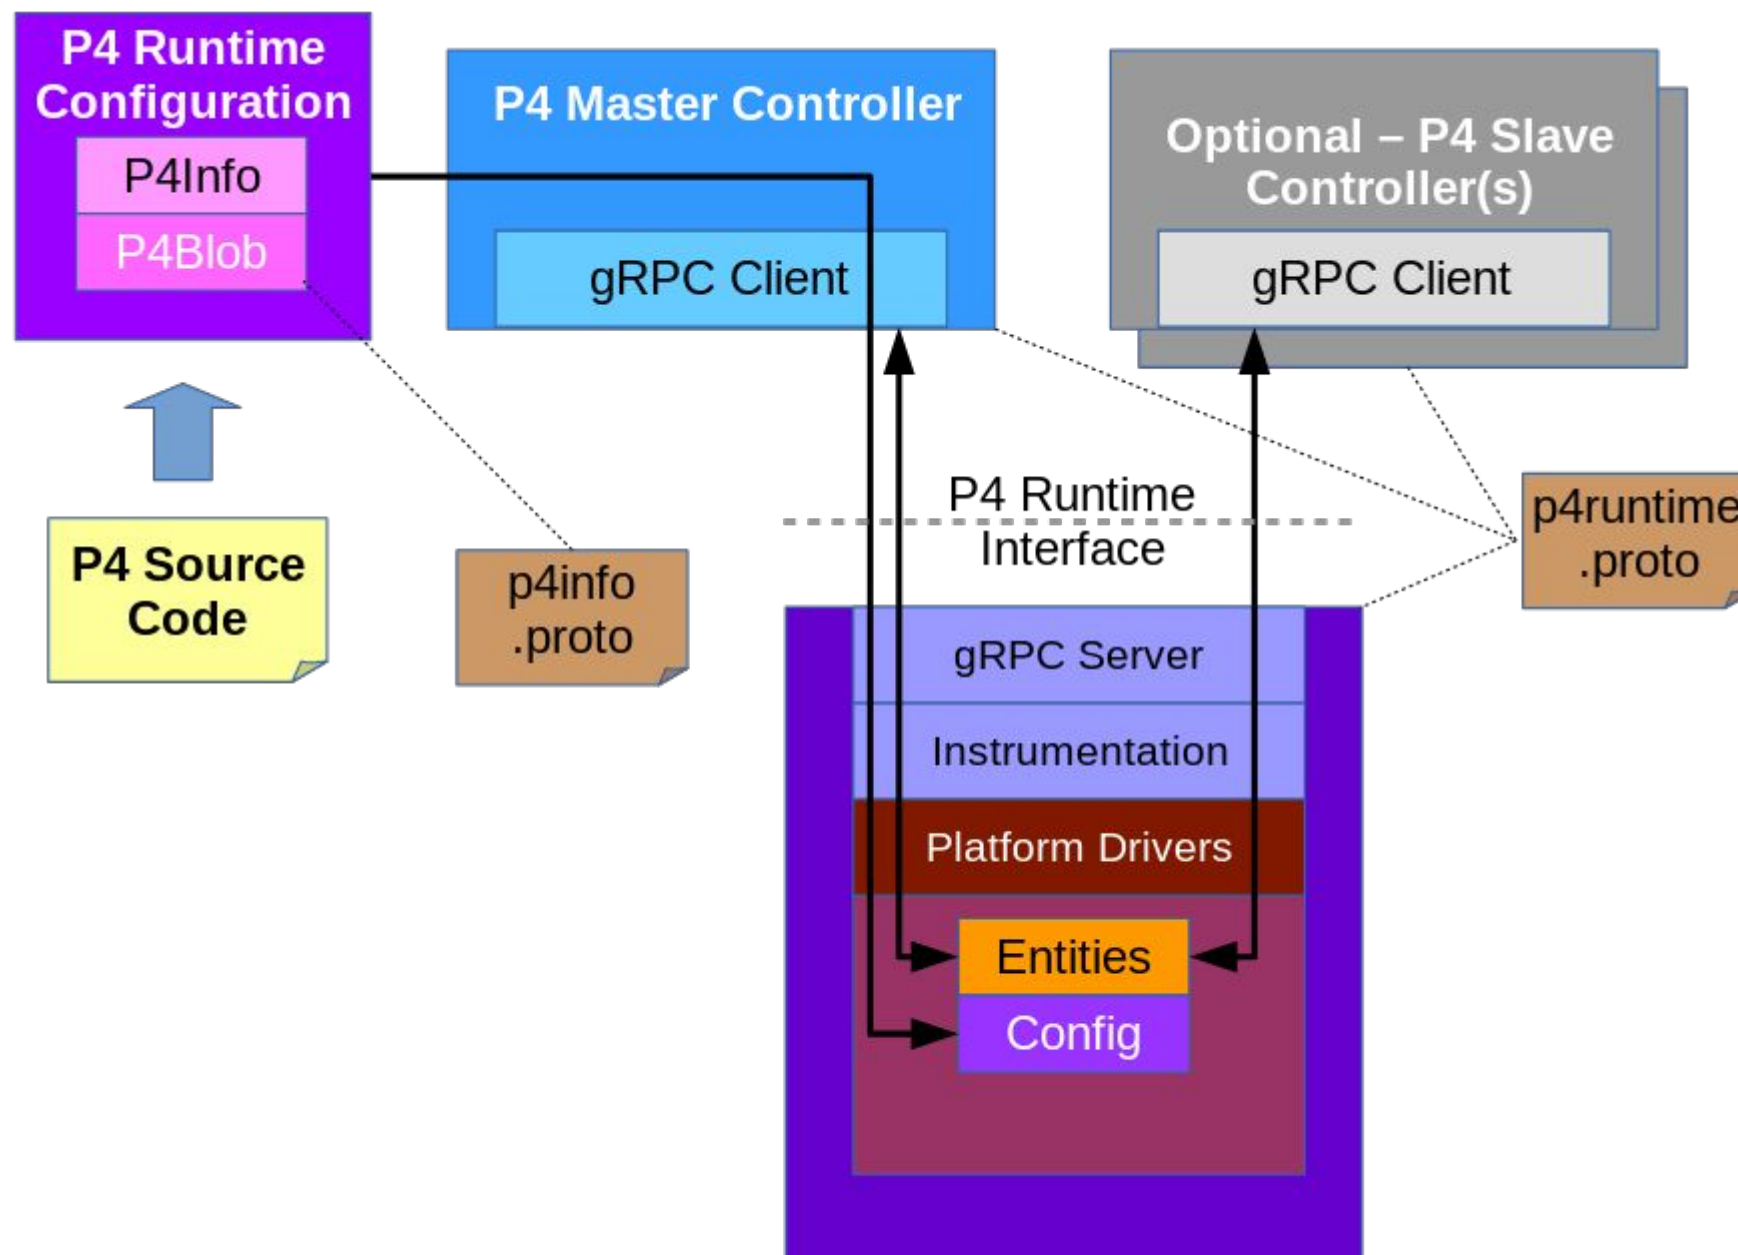 P4 Runtime
Configuration
P4Info
P4Blob
P4 Master Controller
gRPC Client
Optional – P4 Slave
Controller(s)
gRPC Client
P4 Source
Code
p4info
.proto
P4 Runtime
Interface
p4runtime
.proto
gRPC Server
Instrumentation
Platform Drivers
Entities
Config